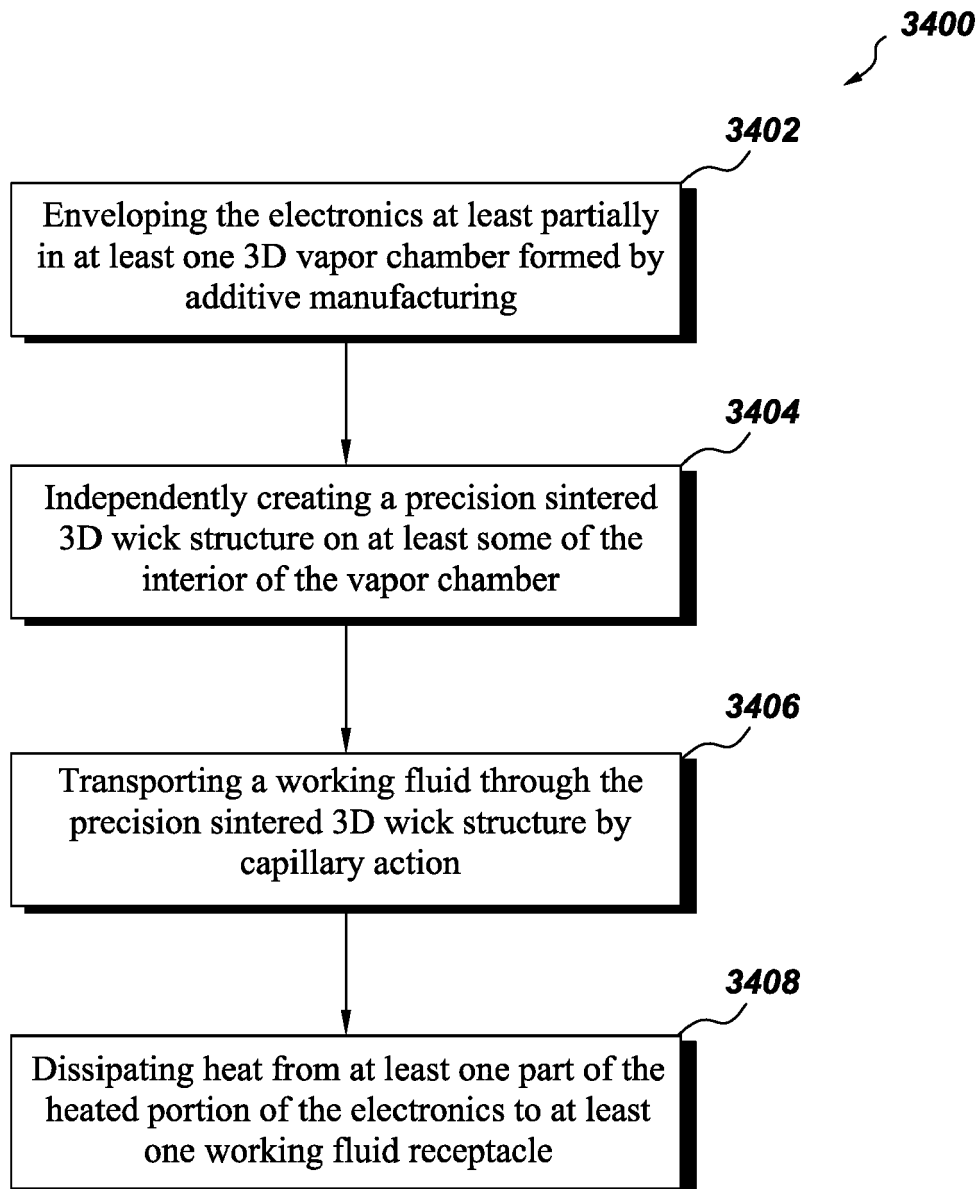 3400
3402
Enveloping the electronics at least partially
in at least one 3D vapor chamber formed by
additive manufacturing
3404
Independently creating a precision sintered
3D wick structure on at least some of the
interior of the vapor chamber
3406
Transporting a working fluid through the
precision sintered 3D wick structure by
capillary action
3408
Dissipating heat from at least one part of the
heated portion of the electronics to at least
one working fluid receptacle